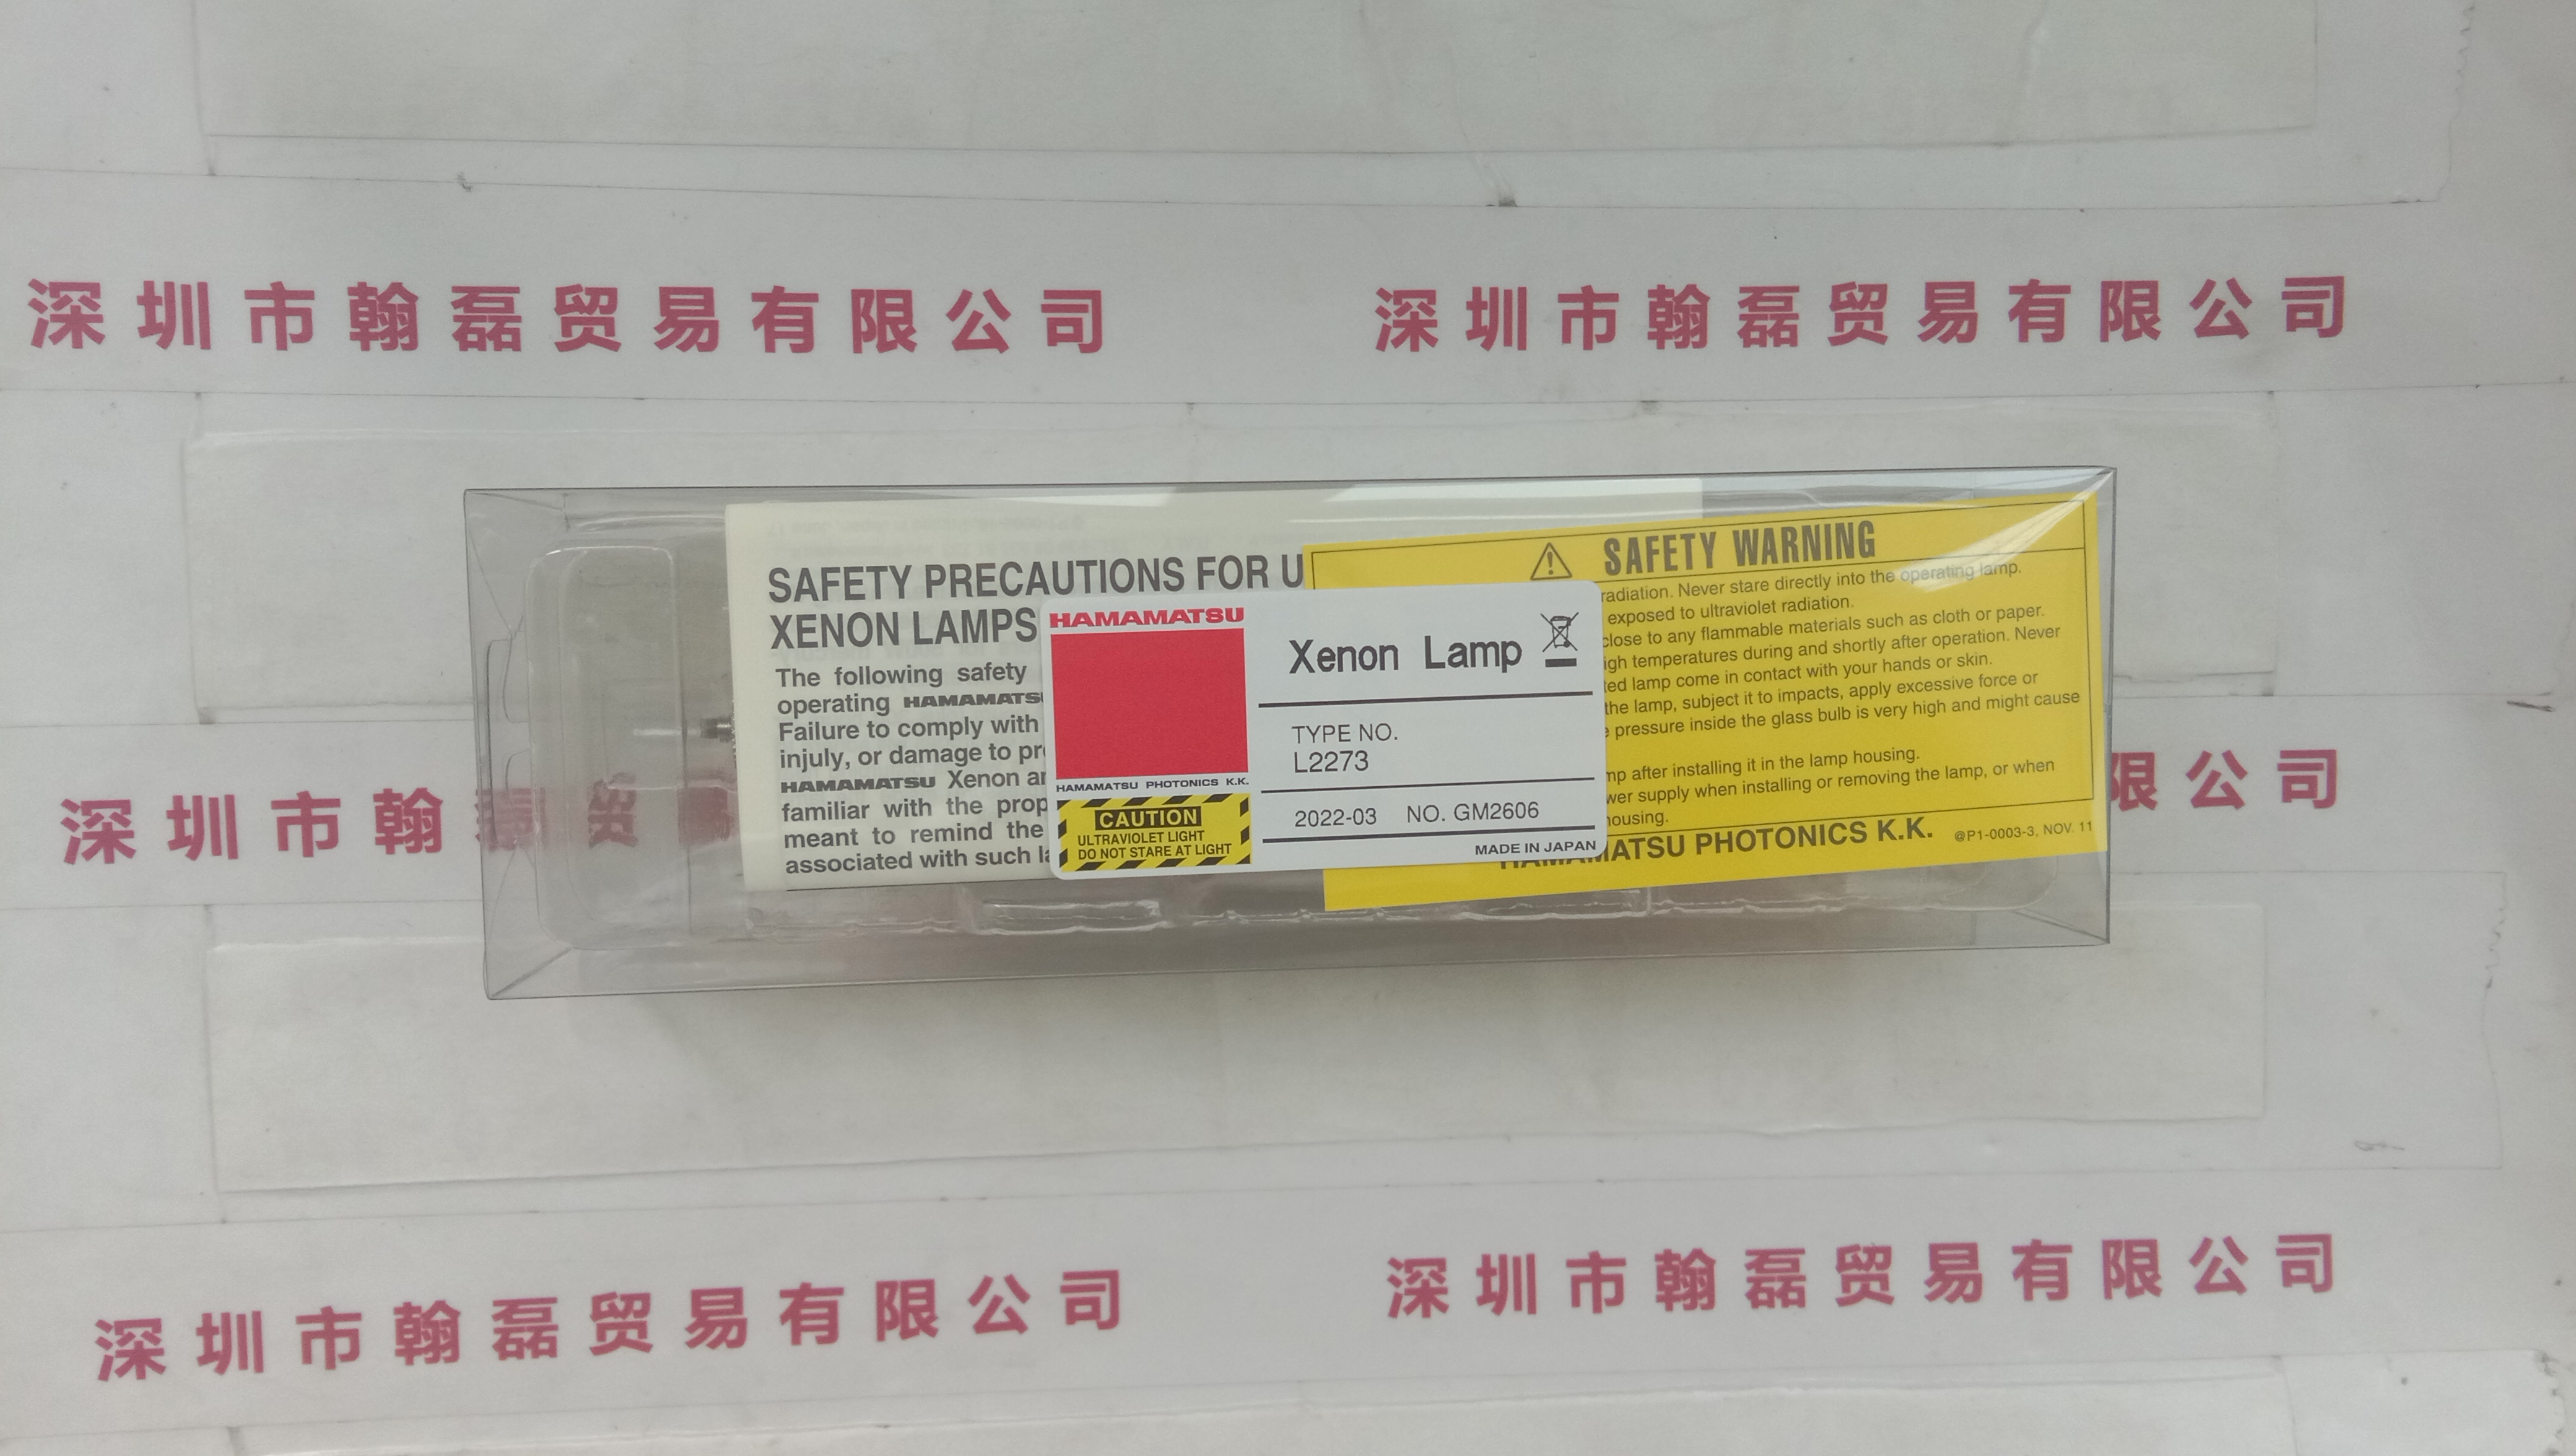 深圳市翰磊贸易有限公司 深圳市翰磊贸易有限公司
SAFETY PRECAUTIONS FOR U
XENON LAMPS
The following safety
operating HAMAMATS
Failure to comply with
injuly, or damage to pr
HAMAMATSU Xenon ar
familiar with the prop
meant to remind the
associated with such la
HAMAMATSU
HAMAMATSU PHOTONICS K.K.
CAUTION
ULTRAVIOLET LIGHT
DO NOT STARE AT LIGHT
Xenon Lamp
TYPE NO.
L2273
2022-03 NO. GM2606
MADE IN JAPAN
SAFETY WARNING
radiation. Never stare directly into the operating lamp.
exposed to ultraviolet radiation.
close to any flammable materials such as cloth or paper.
igh temperatures during and shortly after operation. Never
ted lamp come in contact with your hands or skin.
the lamp, subject it to impacts, apply excessive force or
pressure inside the glass bulb is very high and might cause
mp after installing it in the lamp housing.
wer supply when installing or removing the lamp, or when
ousing.
HAMAMATSU PHOTONICS K.K. @P1-0003-3, NOV. 11
深圳市翰 限公司
深圳市翰磊贸易有限公司 深圳市翰磊贸易有限公司